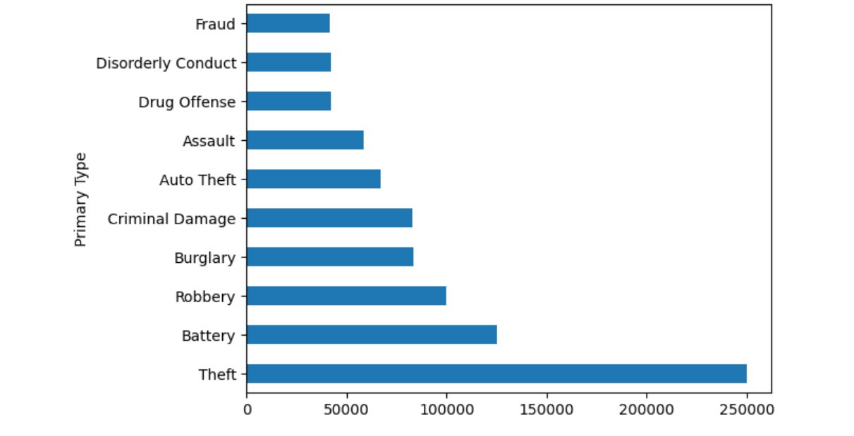 Fraud
Disorderly Conduct
Drug Offense
Assault
Auto Theft
Primary Type
Criminal Damage
Burglary
Robbery
Battery
Theft
0 50000 100000 150000 200000 250000